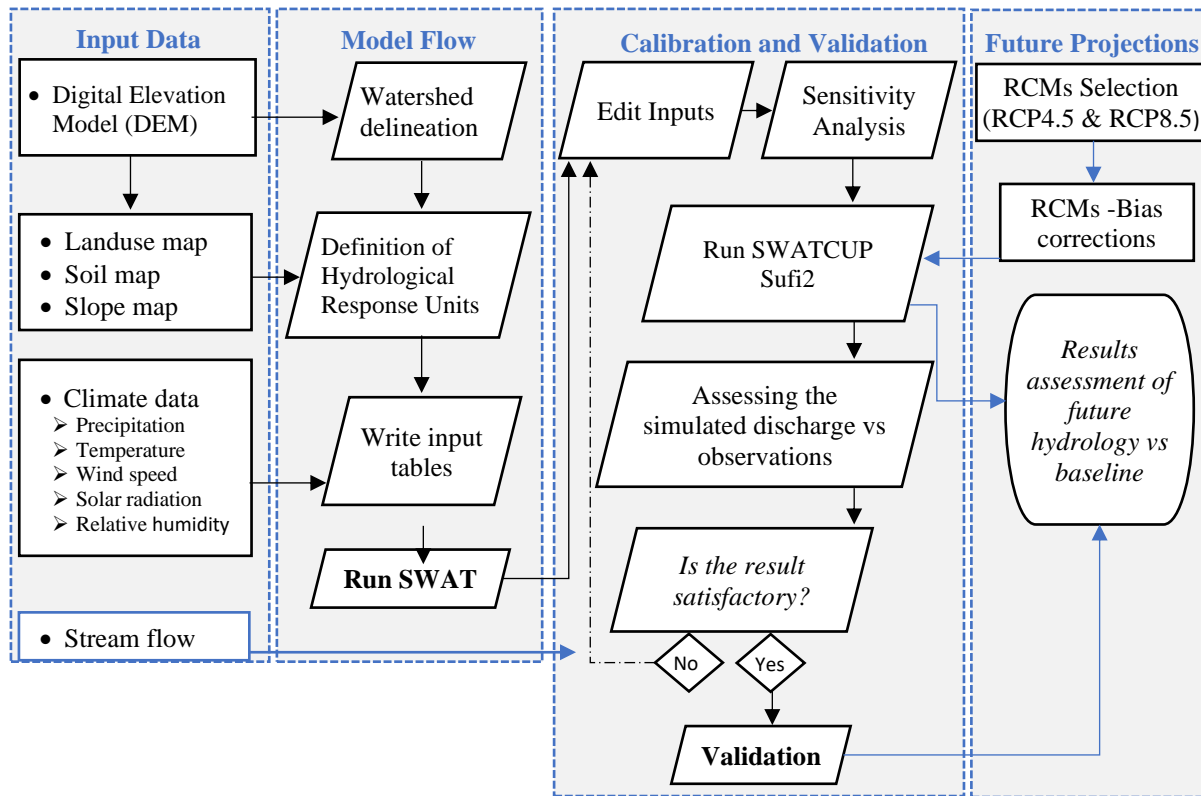 Input Data
• Digital Elevation
Model (DEM)
• Landuse map
• Soil map
• Slope map
• Climate data
➢ Precipitation
➢ Temperature
➢ Wind speed
➢ Solar radiation
➢ Relative humidity
• Stream flow
Model Flow
Watershed
delineation
Definition of
Hydrological
Response Units
Write input
tables
Run SWAT
Calibration and Validation
Edit Inputs
Sensitivity
Analysis
Run SWATCUP
Sufi2
Assessing the
simulated discharge vs
observations
Is the result
satisfactory?
No
Yes
Validation
Future Projections
RCMs Selection
(RCP4.5 & RCP8.5)
RCMs -Bias
corrections
Results
assessment of
future
hydrology vs
baseline